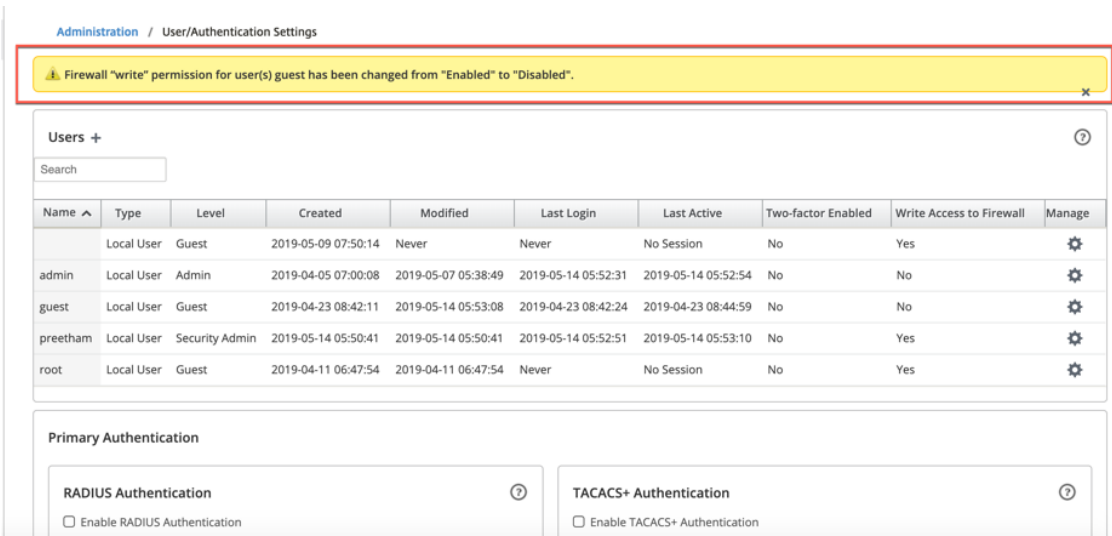 Administration / User/Authentication Settings
Firewall “write” permission for user(s) guest has been changed from "Enabled" to "Disabled".
×
Users +
Search
Name Type Level Created Modified Last Login Last Active Two-factor Enabled Write Access to Firewall Manage
Local User Guest 2019-05-09 07:50:14 Never Never No Session No Yes
admin Local User Admin 2019-04-05 07:00:08 2019-05-07 05:38:49 2019-05-14 05:52:31 2019-05-14 05:52:54 No No
guest Local User Guest 2019-04-23 08:42:11 2019-05-14 05:53:08 2019-04-23 08:42:24 2019-04-23 08:44:59 No No
preetham Local User Security Admin 2019-05-14 05:50:41 2019-05-14 05:50:41 2019-05-14 05:52:51 2019-05-14 05:53:10 No Yes
root Local User Guest 2019-04-11 06:47:54 2019-04-11 06:47:54 Never No Session No Yes
Primary Authentication
RADIUS Authentication ? TACACS+ Authentication ?
Enable RADIUS Authentication Enable TACACS+ Authentication